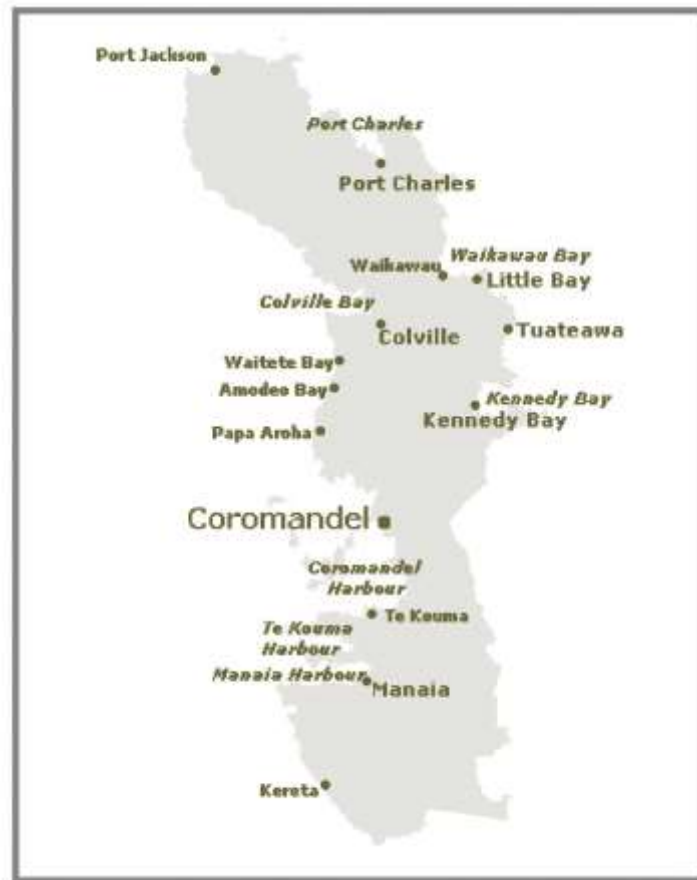 Port Jackson
Port Charles
Port Charles
Waikawau Bay
Waikawau
Little Bay
Colville Bay
Colville
Tuateawa
Waitete Bay
Amodeo Bay
Kennedy Bay
Kennedy Bay
Papa Aroha
Coromandel
Coromandel
Harbour
Te Kouma
Te Kouma
Harbour
Manaia Harbour
Manaia
Kereta